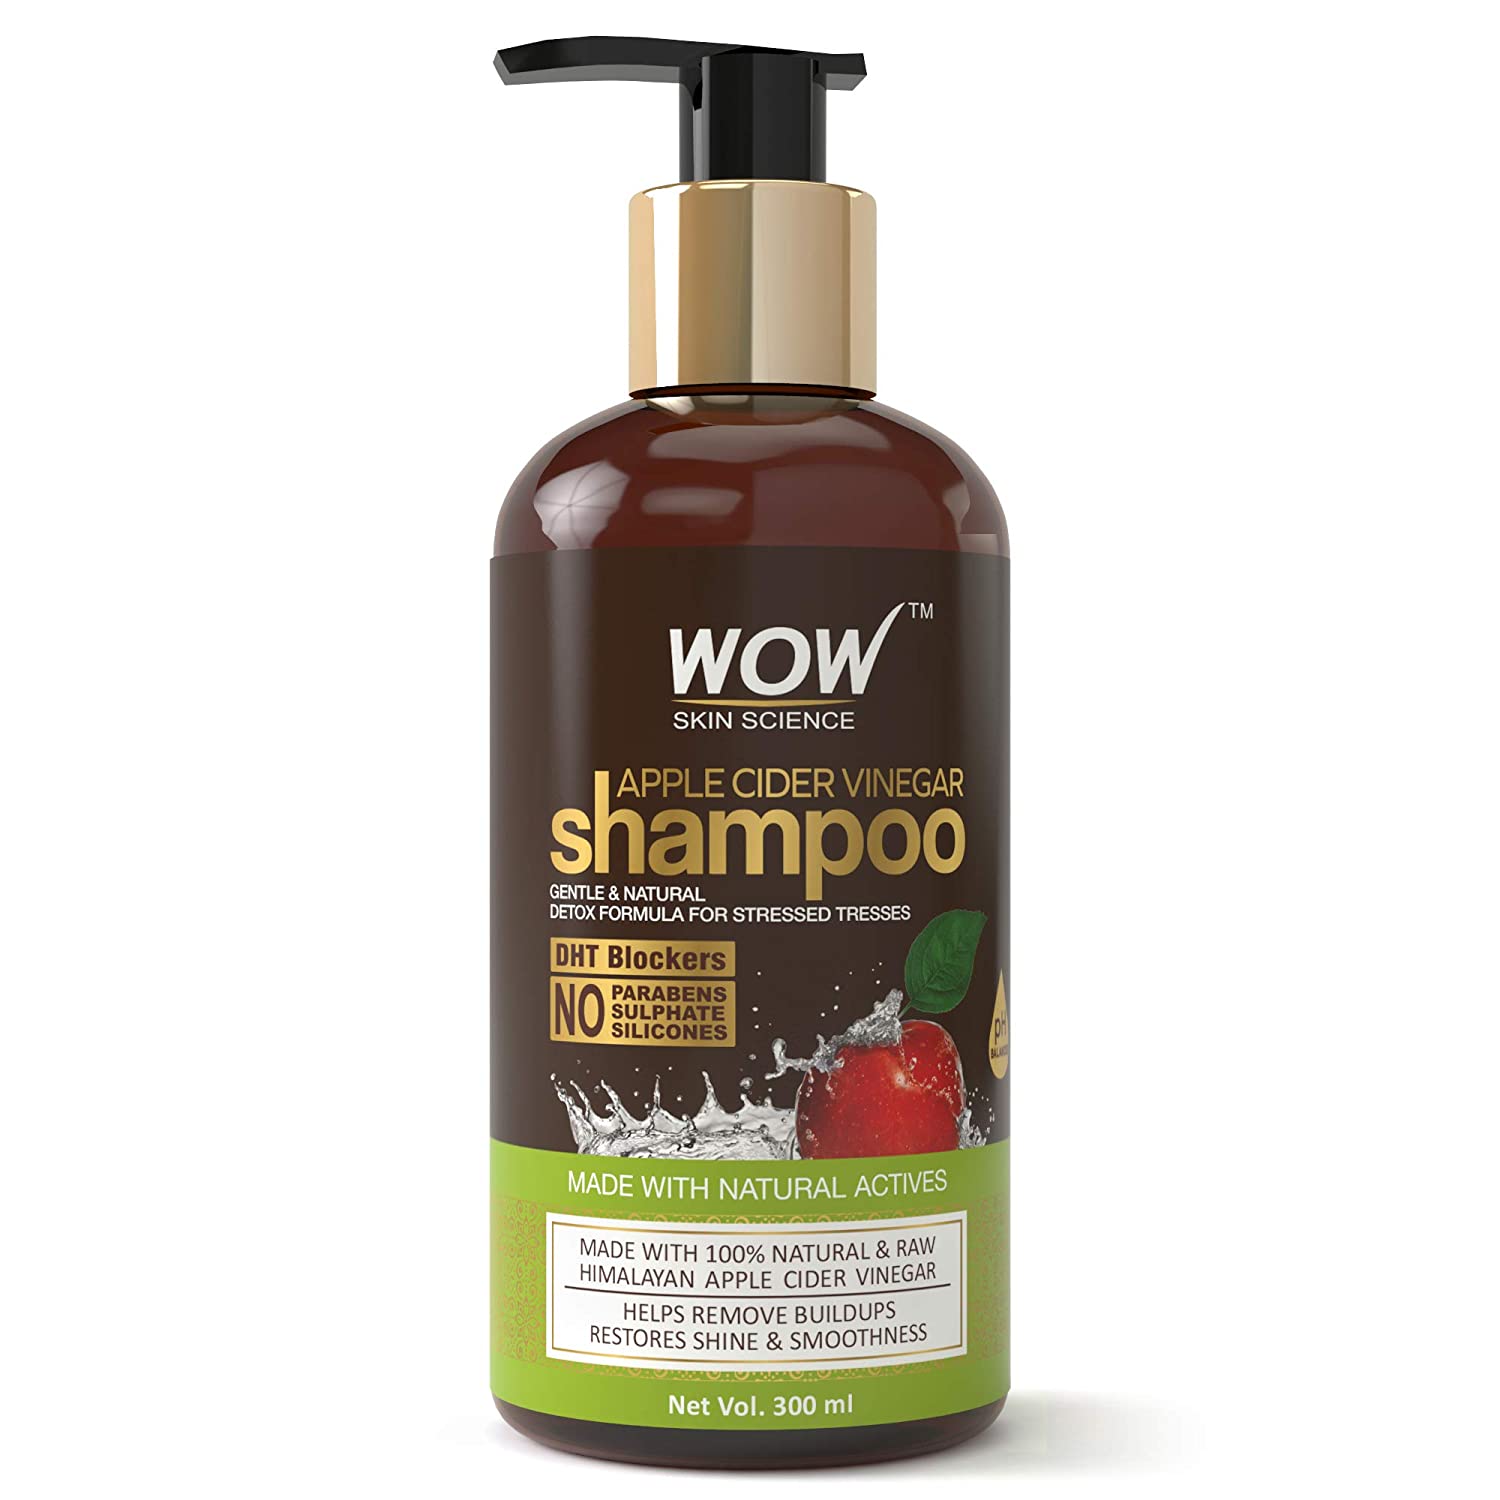 WOW™
SKIN SCIENCE
APPLE CIDER VINEGAR
shampoo
GENTLE & NATURAL
DETOX FORMULA FOR STRESSED TRESSES
DHT Blockers
NO PARABENS
SULPHATE
SILICONES
pH
BALANCED
MADE WITH NATURAL ACTIVES
MADE WITH 100% NATURAL & RAW
HIMALAYAN APPLE CIDER VINEGAR
HELPS REMOVE BUILDUPS
RESTORES SHINE & SMOOTHNESS
Net Vol. 300 ml